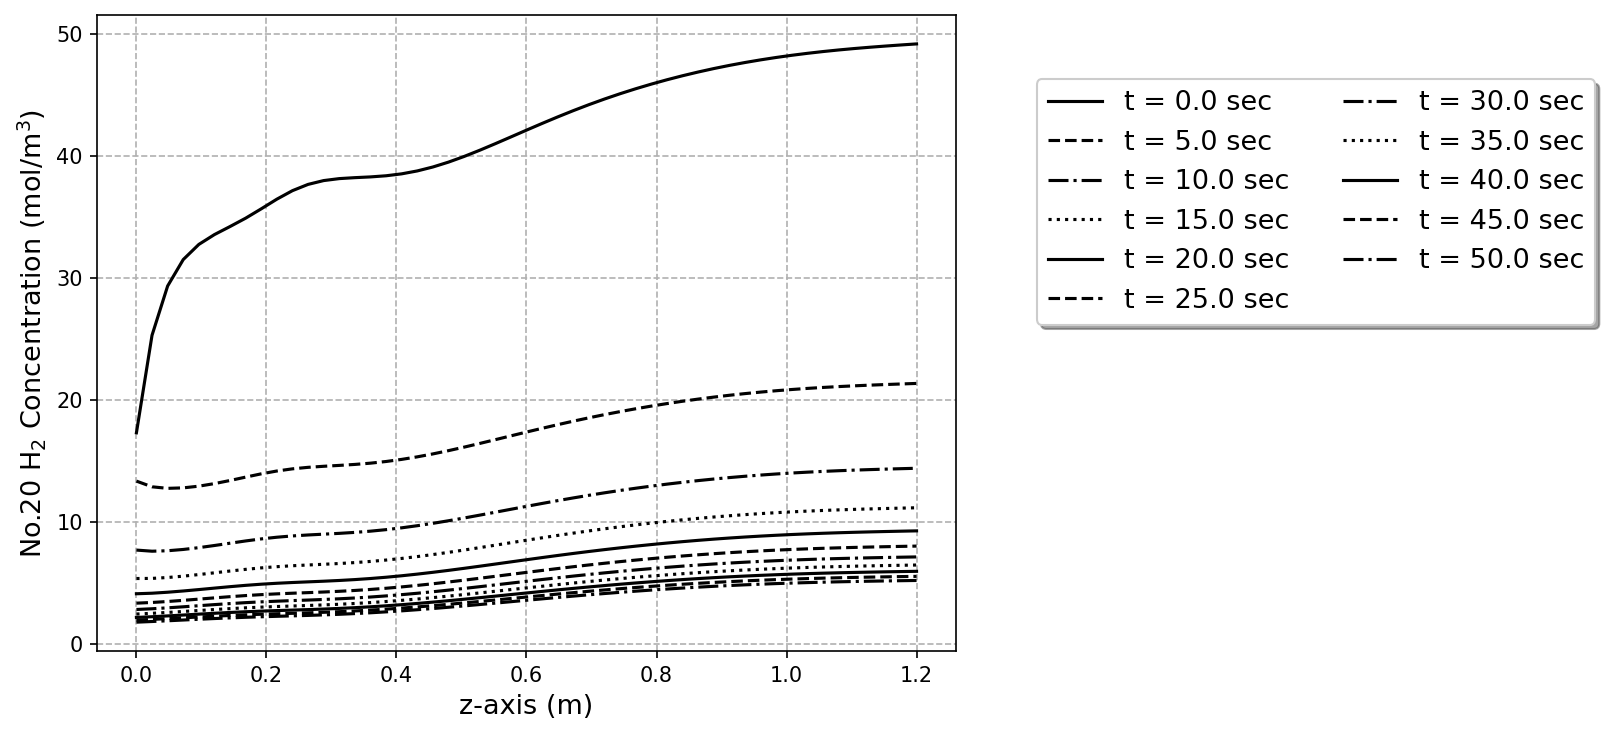 50
40
30
20
10
0
0.0 0.2 0.4 0.6 0.8 1.0 1.2
z-axis (m)
No.20 H₂ Concentration (mol/m³)
t = 0.0 sec
t = 5.0 sec
t = 10.0 sec
t = 15.0 sec
t = 20.0 sec
t = 25.0 sec
t = 30.0 sec
t = 35.0 sec
t = 40.0 sec
t = 45.0 sec
t = 50.0 sec